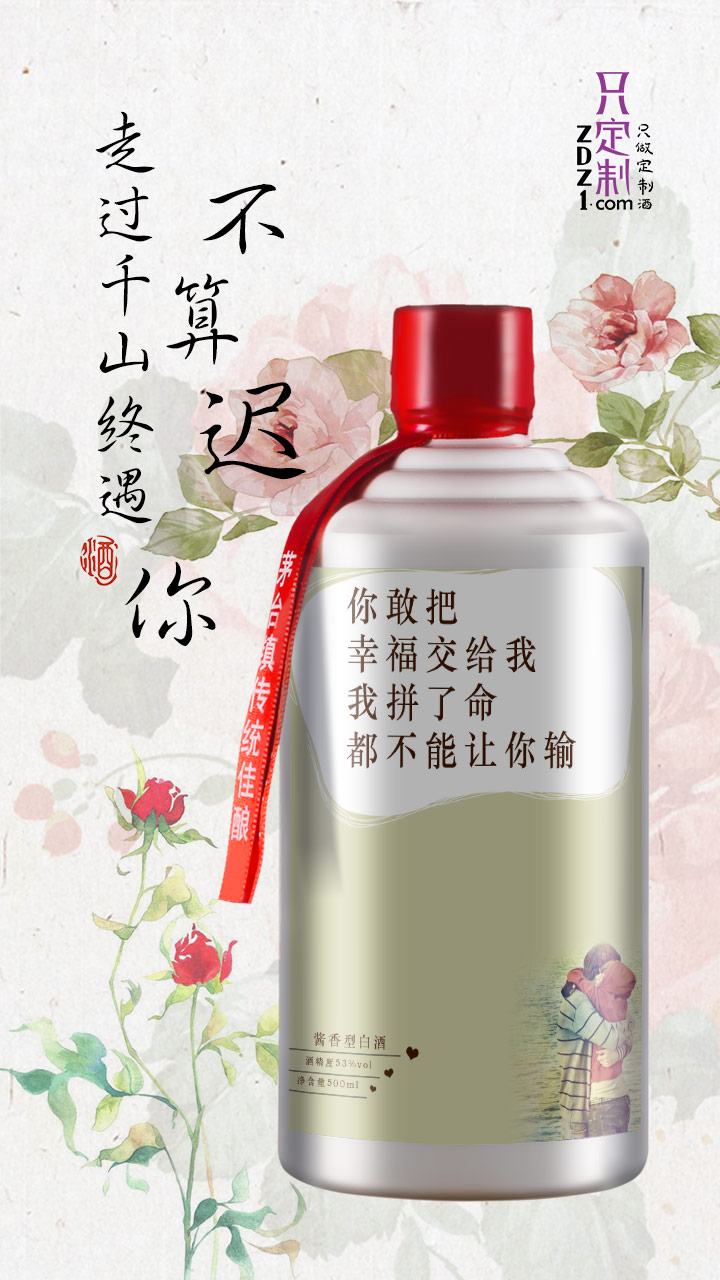 走过千山终遇
你
不算迟
酒
只定制
ZDZ1.com
只做定制酒
茅台镇传统佳酿
你敢把
幸福交给我
我拼了命
都不能让你输
酱香型白酒
酒精度53%vol
净含量500ml